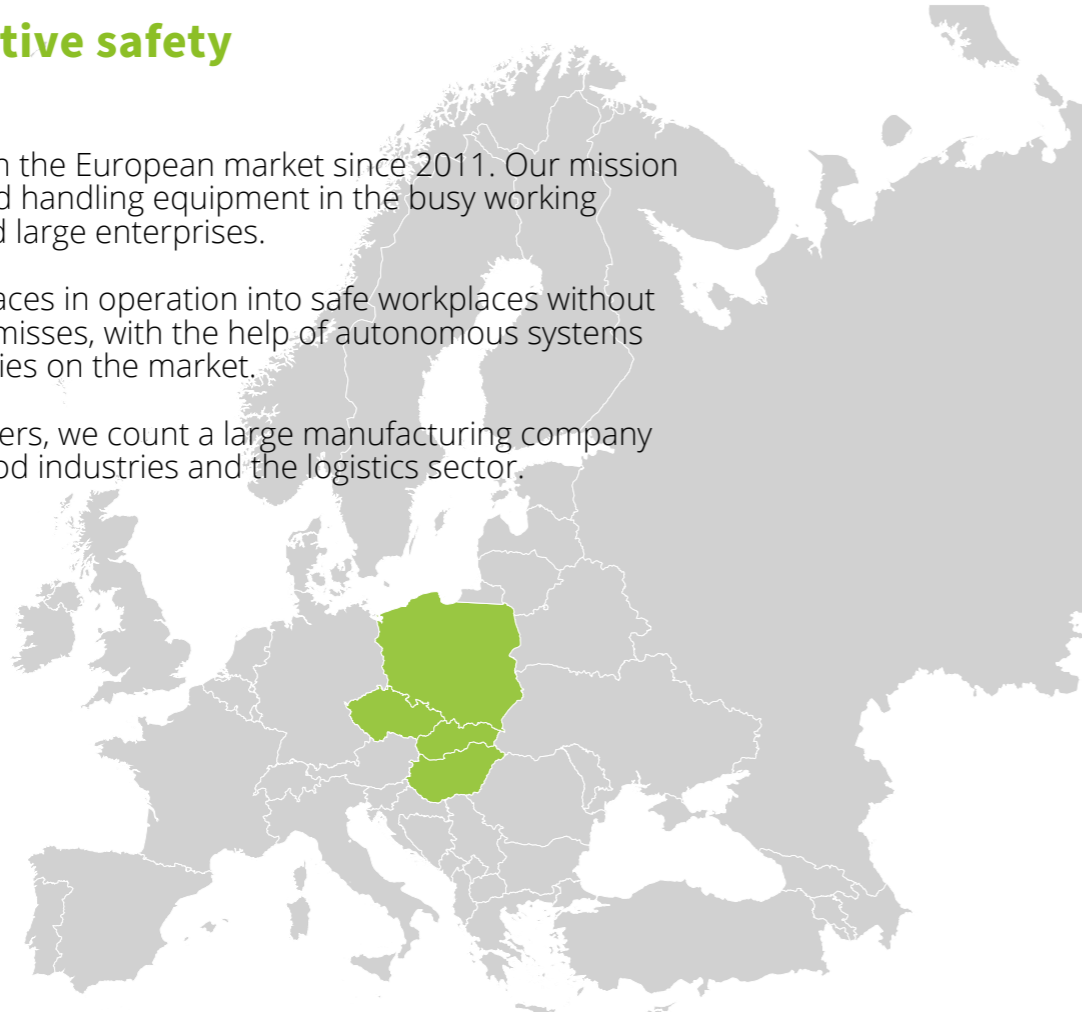 tive safety
n the European market since 2011. Our mission
d handling equipment in the busy working
d large enterprises.
aces in operation into safe workplaces without
misses, with the help of autonomous systems
ies on the market.
ers, we count a large manufacturing company
od industries and the logistics sector.